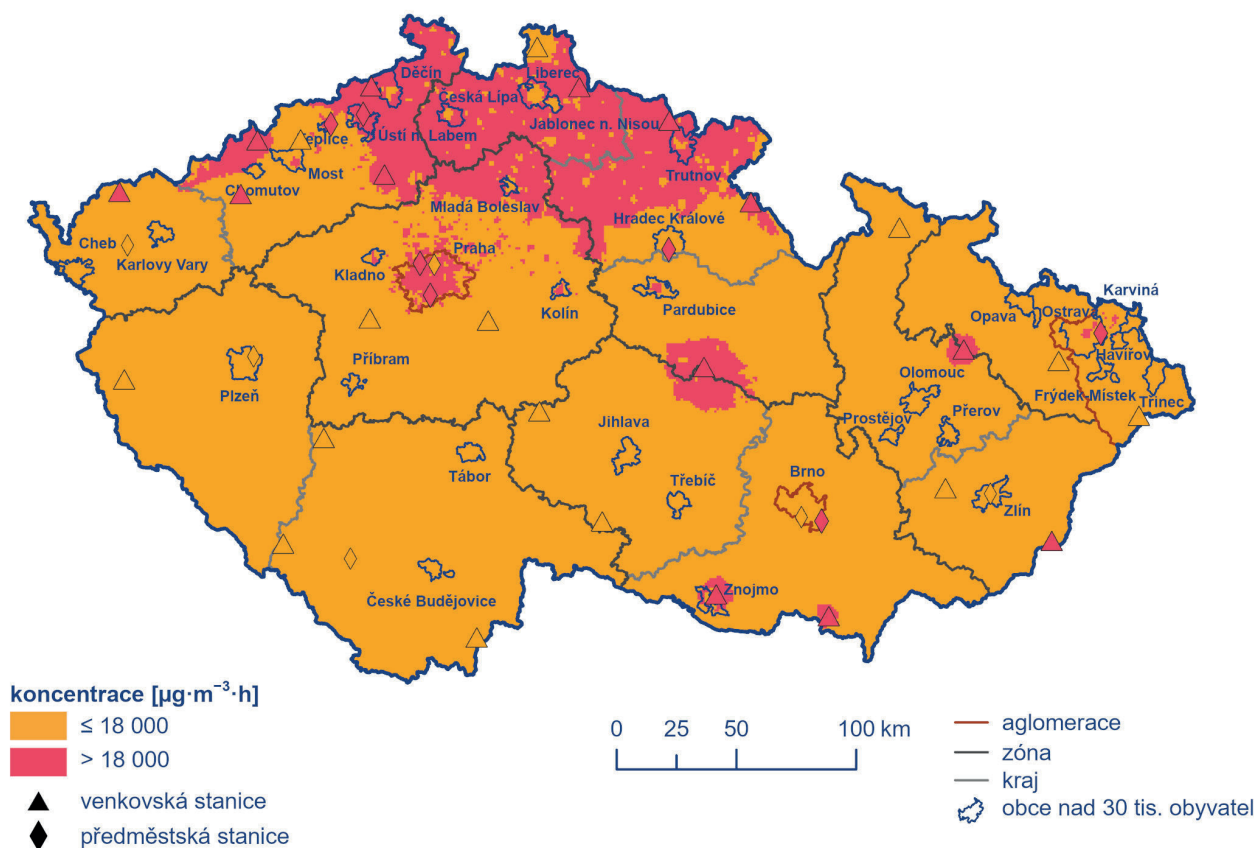 Děčín
Liberec
Česká Lípa
Jablonec n. Nisou
Teplice
Ústí n. Labem
Most
Chomutov
Trutnov
Mladá Boleslav
Hradec Králové
Cheb
Karlovy Vary
Kladno
Praha
Kolín
Pardubice
Karviná
Opava
Ostrava
Havířov
Příbram
Plzeň
Olomouc
Frýdek-Místek
Třinec
Prostějov
Přerov
Jihlava
Tábor
Třebíč
Brno
Zlín
České Budějovice
Znojmo
koncentrace [µg·m⁻³·h]
≤ 18 000
> 18 000
venkovská stanice
předměstská stanice
0 25 50 100 km
aglomerace
zóna
kraj
obce nad 30 tis. obyvatel